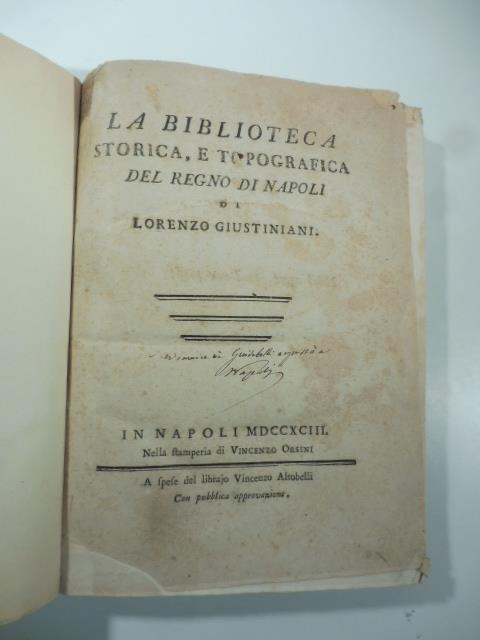 LA BIBLIOTECA
STORICA, E TOPOGRAFICA
DEL REGNO DI NAPOLI
DI
LORENZO GIUSTINIANI.
Napoli
IN NAPOLI MDCCXCIII.
Nella ſtamperia di VINCENZO ORSINI
A ſpeſe del librajo Vincenzo Altobelli
Con pubblica approvazione.